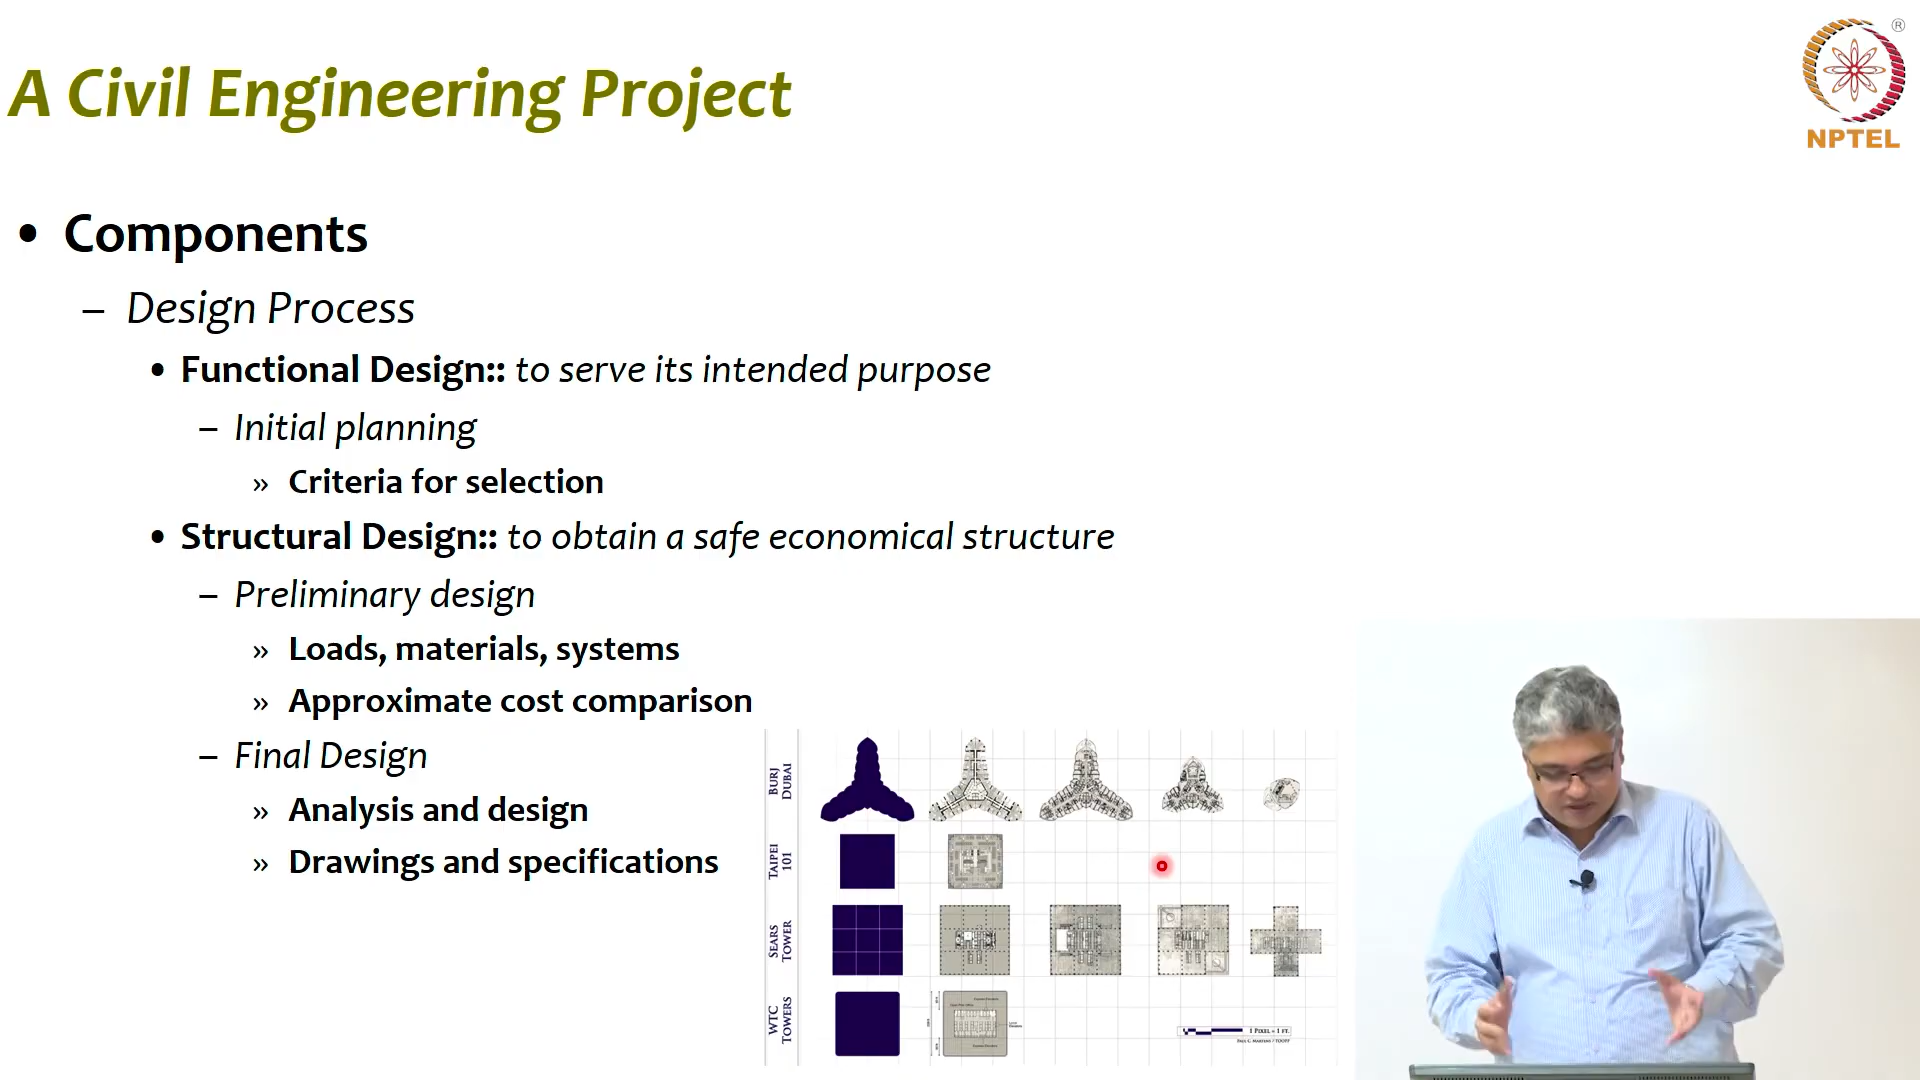 A Civil Engineering Project
®
NPTEL
• Components
– Design Process
• Functional Design:: to serve its intended purpose
– Initial planning
» Criteria for selection
• Structural Design:: to obtain a safe economical structure
– Preliminary design
» Loads, materials, systems
» Approximate cost comparison
– Final Design
» Analysis and design
» Drawings and specifications
BURJ
DUBAI
TAIPEI
101
SEARS
TOWER
WTC
TOWERS
1 PIXEL = 1 FT.